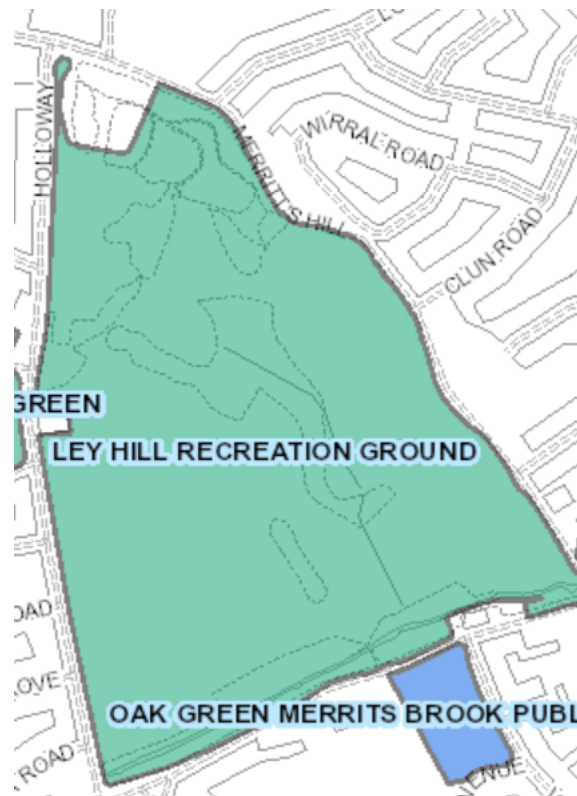 HOLLOWAY
MERRITS HILL
WIRRAL ROAD
CLUN ROAD
GREEN
LEY HILL RECREATION GROUND
OAD
OVE
OAK GREEN MERRITS BROOK PUBL
ROAD
ENUE